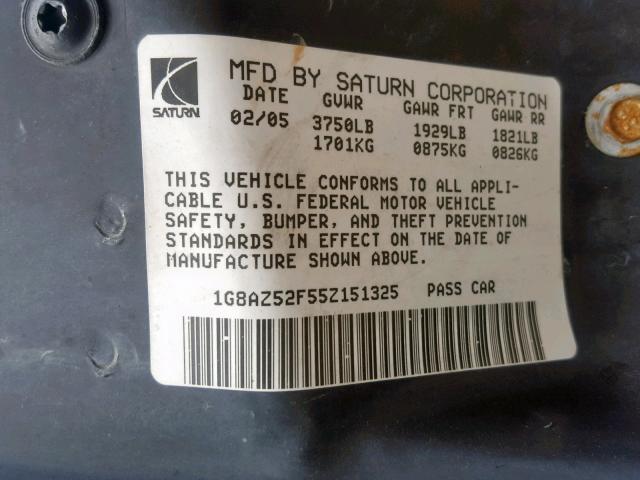 MFD BY SATURN CORPORATION
SATURN
DATE GVWR GAWR FRT GAWR RR
02/05 3750LB 1929LB 1821LB
1701KG 0875KG 0826KG
THIS VEHICLE CONFORMS TO ALL APPLI-
CABLE U.S. FEDERAL MOTOR VEHICLE
SAFETY, BUMPER, AND THEFT PREVENTION
STANDARDS IN EFFECT ON THE DATE OF
MANUFACTURE SHOWN ABOVE.
1G8AZ52F55Z151325 PASS CAR